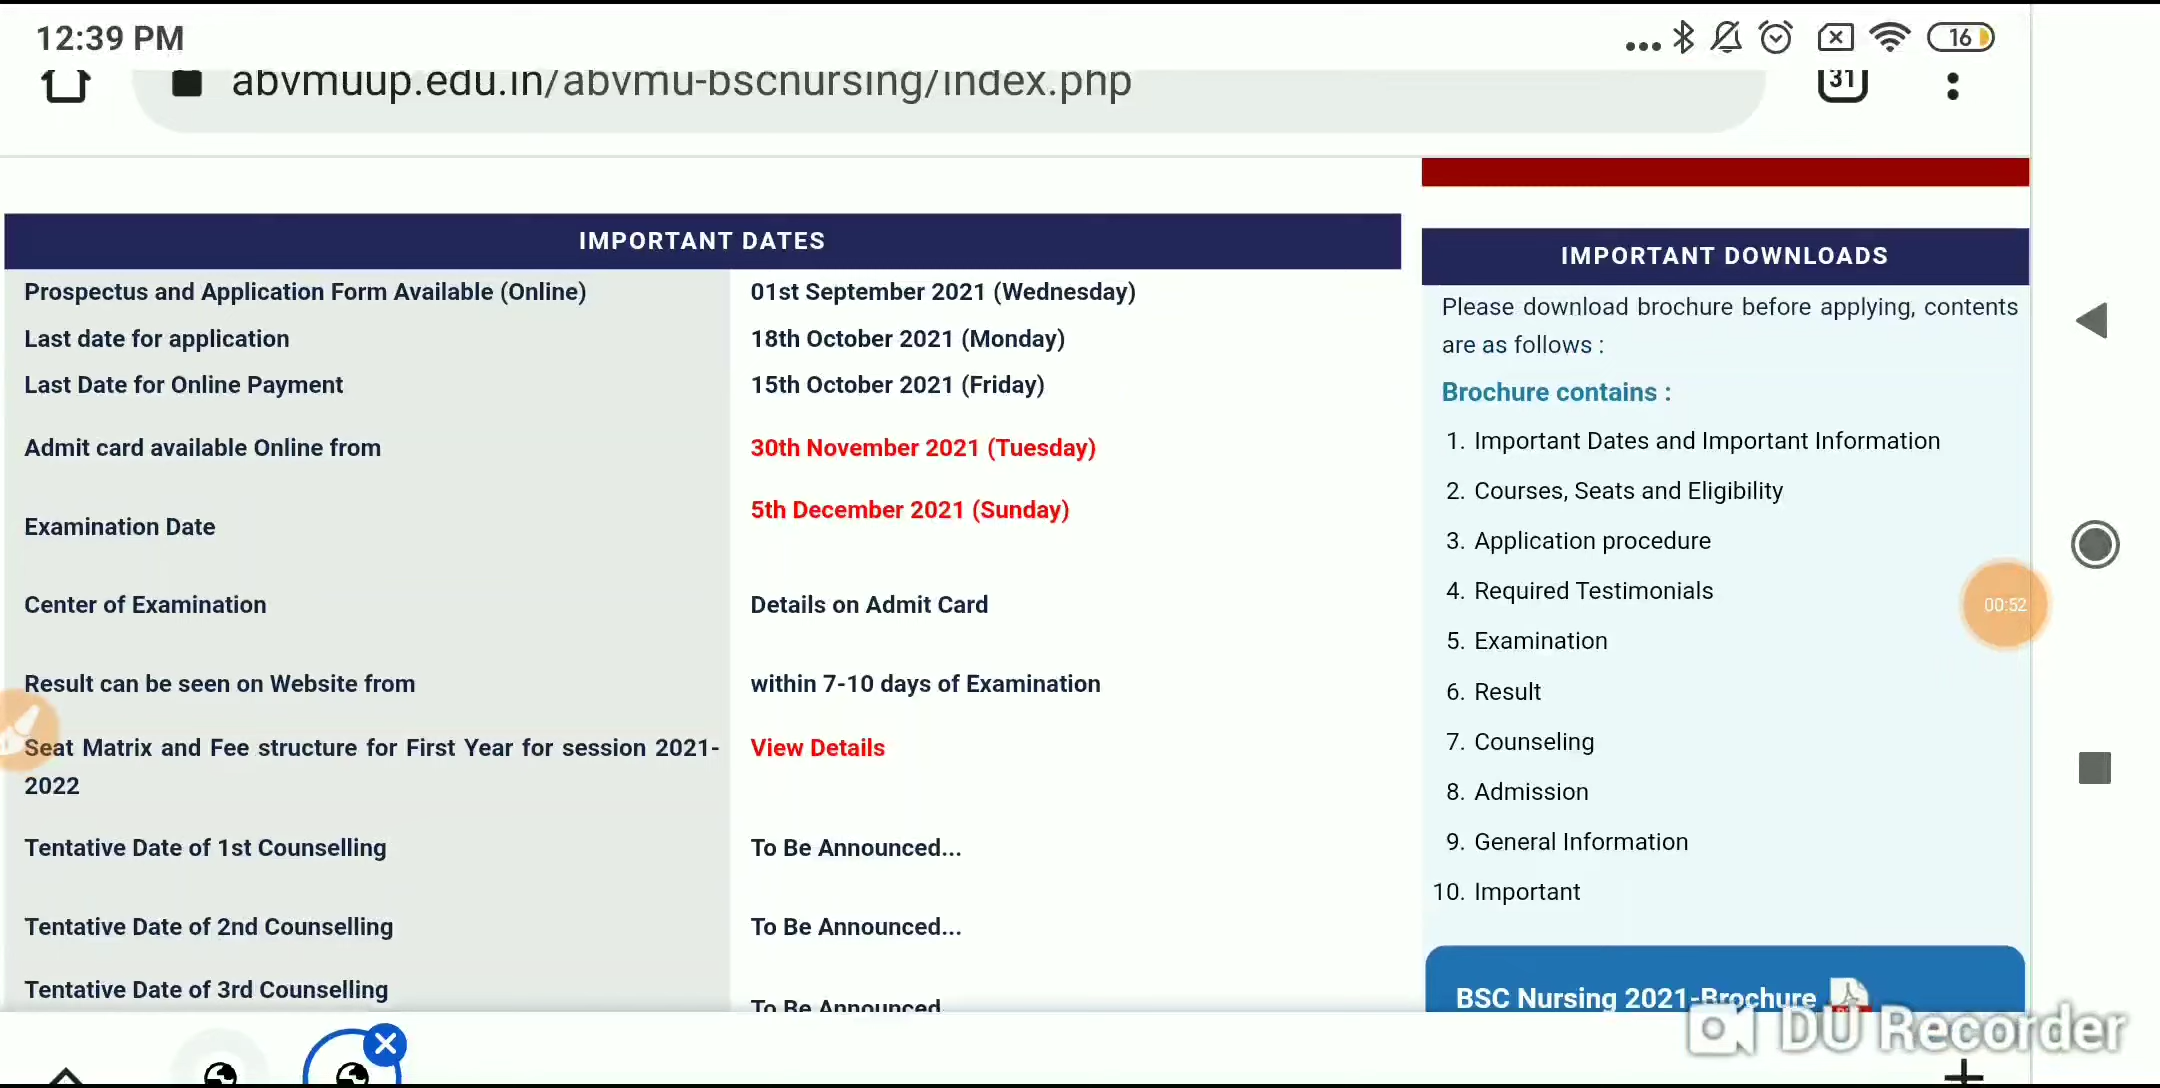 12:39 PM
16
abvmuup.edu.in/abvmu-bscnursing/index.php
31
IMPORTANT DATES
Prospectus and Application Form Available (Online) 01st September 2021 (Wednesday)
Last date for application 18th October 2021 (Monday)
Last Date for Online Payment 15th October 2021 (Friday)
Admit card available Online from 30th November 2021 (Tuesday)
Examination Date 5th December 2021 (Sunday)
Center of Examination Details on Admit Card
Result can be seen on Website from within 7-10 days of Examination
Seat Matrix and Fee structure for First Year for session 2021- View Details
2022
Tentative Date of 1st Counselling To Be Announced...
Tentative Date of 2nd Counselling To Be Announced...
Tentative Date of 3rd Counselling
To Be Announced
IMPORTANT DOWNLOADS
Please download brochure before applying, contents
are as follows :
Brochure contains :
1. Important Dates and Important Information
2. Courses, Seats and Eligibility
3. Application procedure
4. Required Testimonials
5. Examination
6. Result
7. Counseling
8. Admission
9. General Information
10. Important
BSC Nursing 2021-Brochure
00:52
DU Recorder